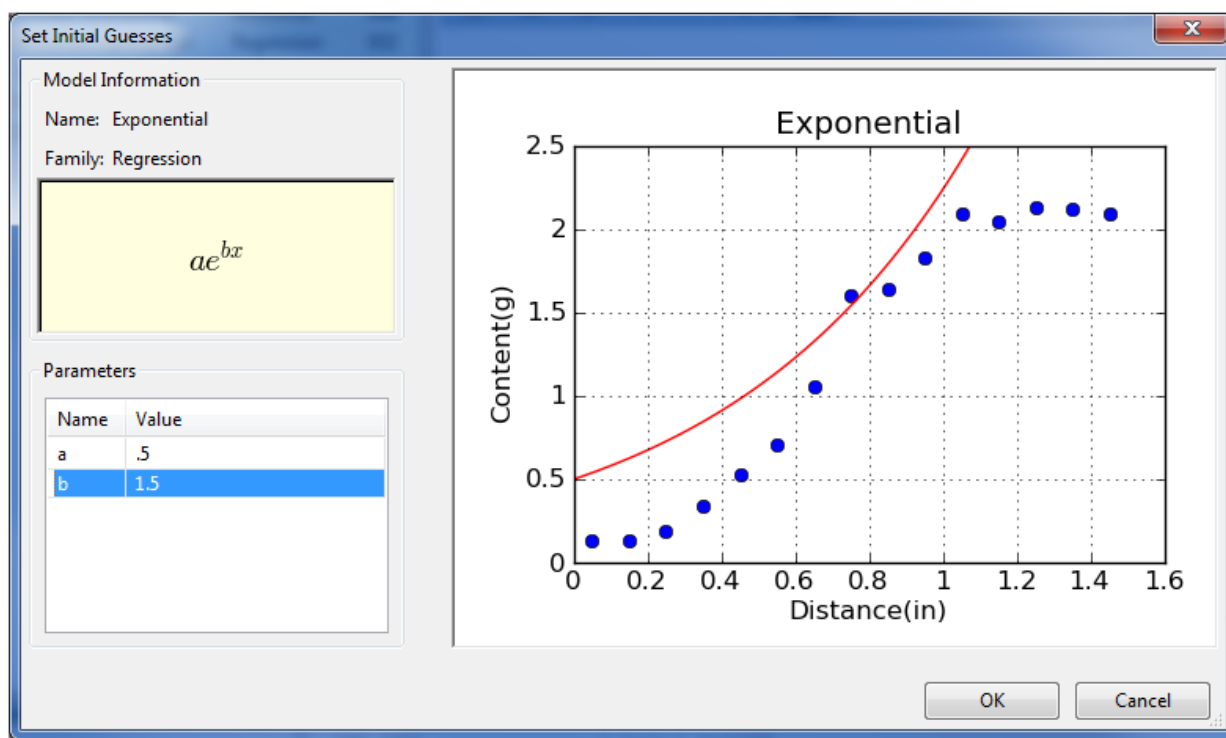 Set Initial Guesses
Model Information
Name: Exponential
Family: Regression
ae^{bx}
Parameters
Name Value
a .5
b 1.5
Exponential
Content(g)
2.5
2
1.5
1
0.5
0
0 0.2 0.4 0.6 0.8 1 1.2 1.4 1.6
Distance(in)
OK Cancel